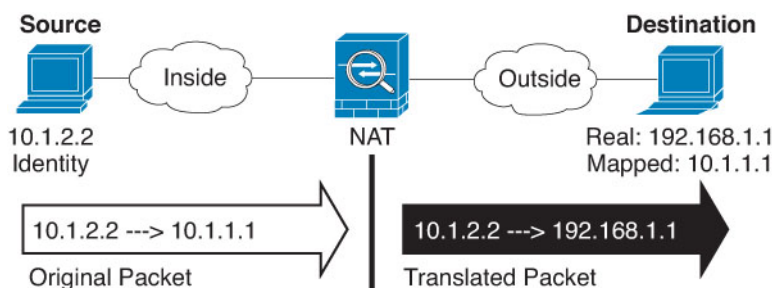 Source
Destination
Inside
Outside
10.1.2.2
Identity
NAT
Real: 192.168.1.1
Mapped: 10.1.1.1
10.1.2.2 ---> 10.1.1.1
10.1.2.2 ---> 192.168.1.1
Original Packet
Translated Packet